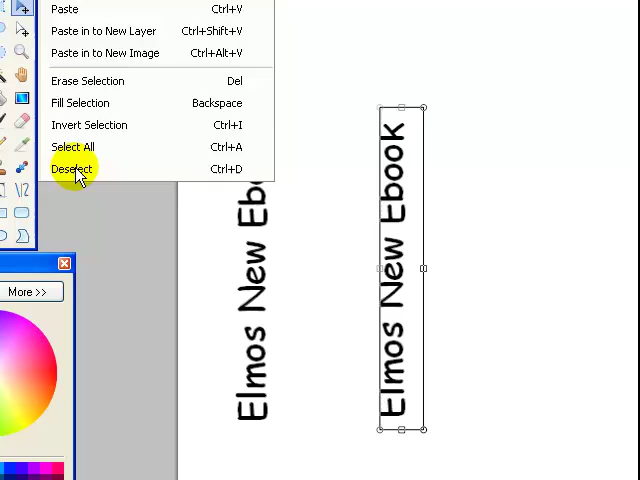 Paste Ctrl+V
Paste in to New Layer Ctrl+Shift+V
Paste in to New Image Ctrl+Alt+V
Erase Selection Del
Fill Selection Backspace
Invert Selection Ctrl+I
Select All Ctrl+A
Deselect Ctrl+D
More >>
Elmos New Ebo
Elmos New Ebook